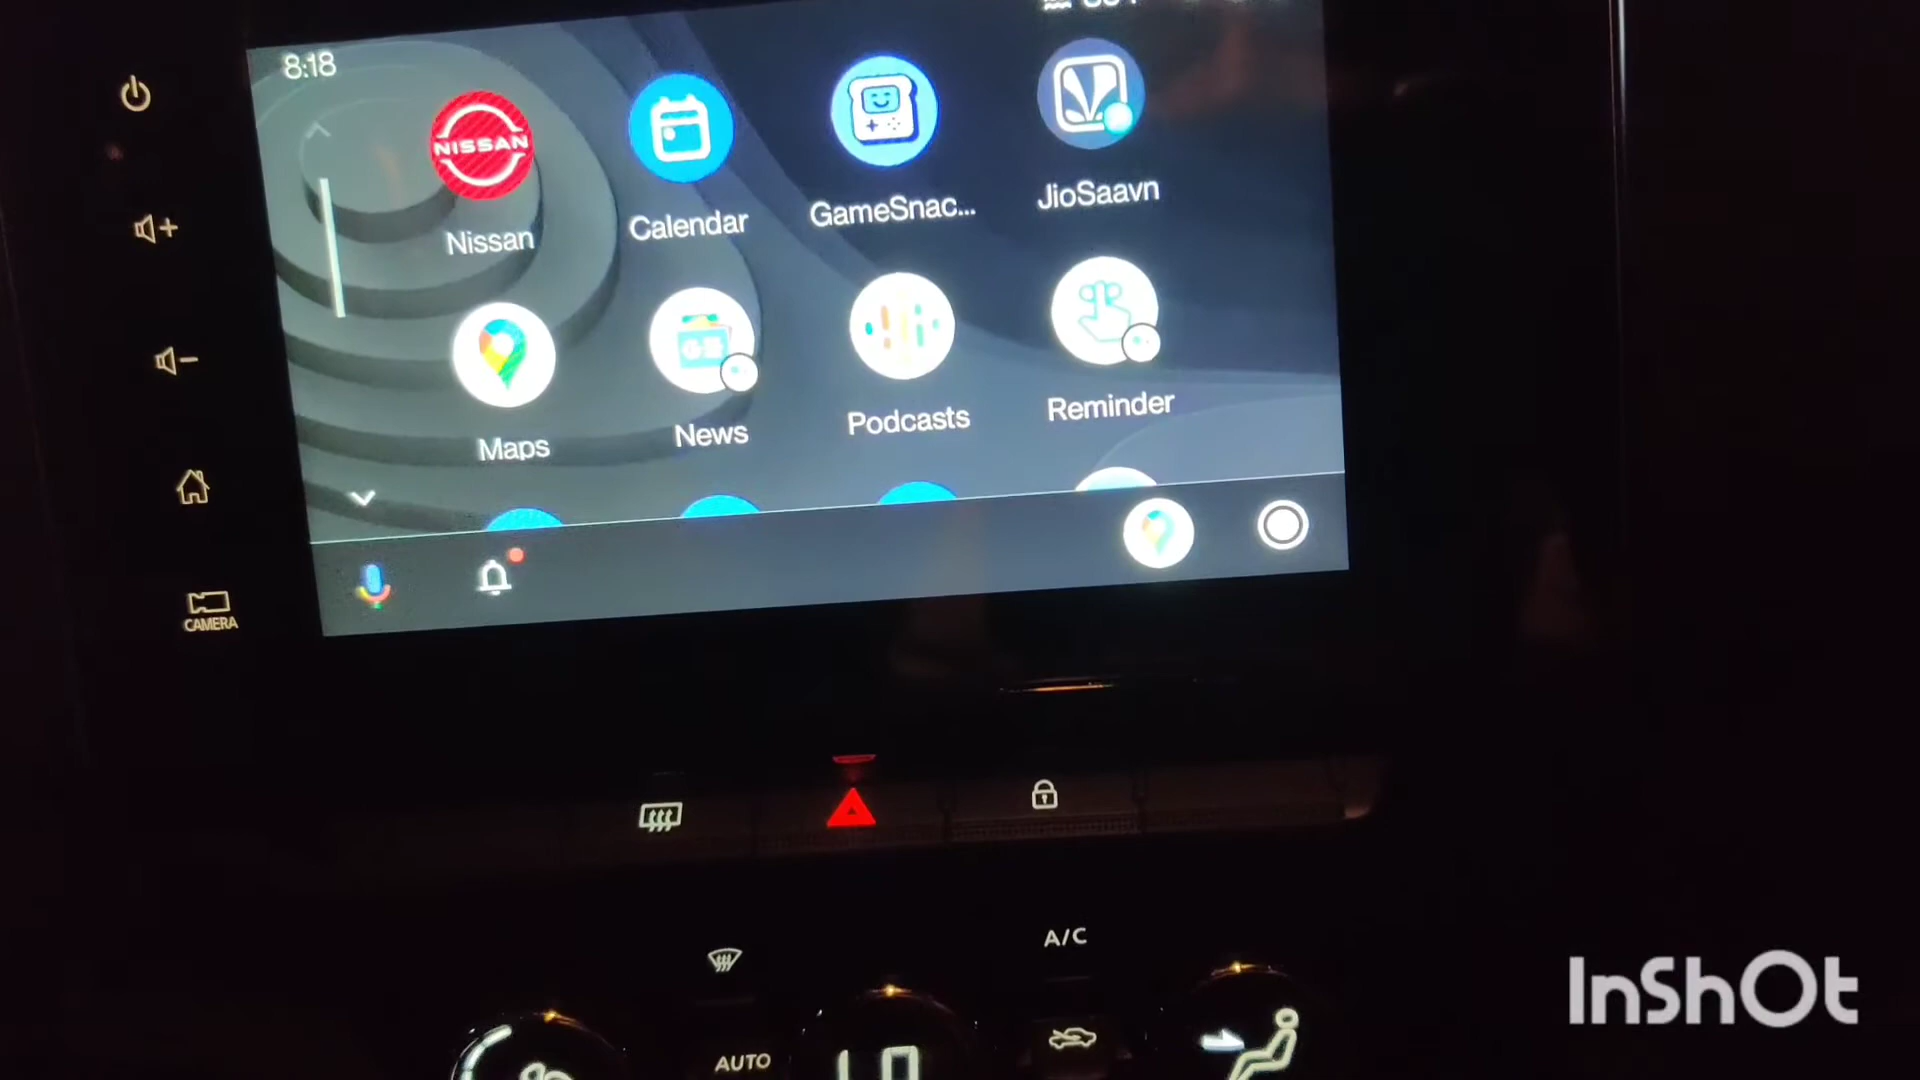 8:18
NISSAN
Nissan
Calendar
GameSnac...
JioSaavn
Maps
News
Podcasts
Reminder
CAMERA
A/C
AUTO
InShOt